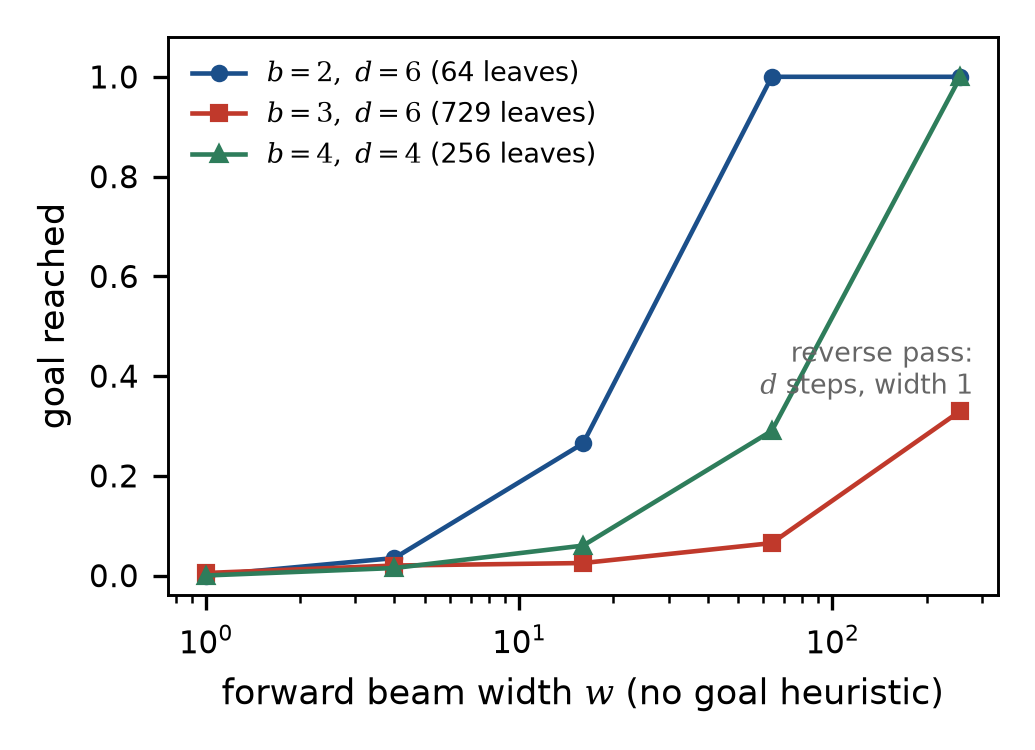 b = 2, d = 6 (64 leaves)
b = 3, d = 6 (729 leaves)
b = 4, d = 4 (256 leaves)
goal reached
1.0
0.8
0.6
0.4
0.2
0.0
reverse pass:
d steps, width 1
10⁰ 10¹ 10²
forward beam width w (no goal heuristic)